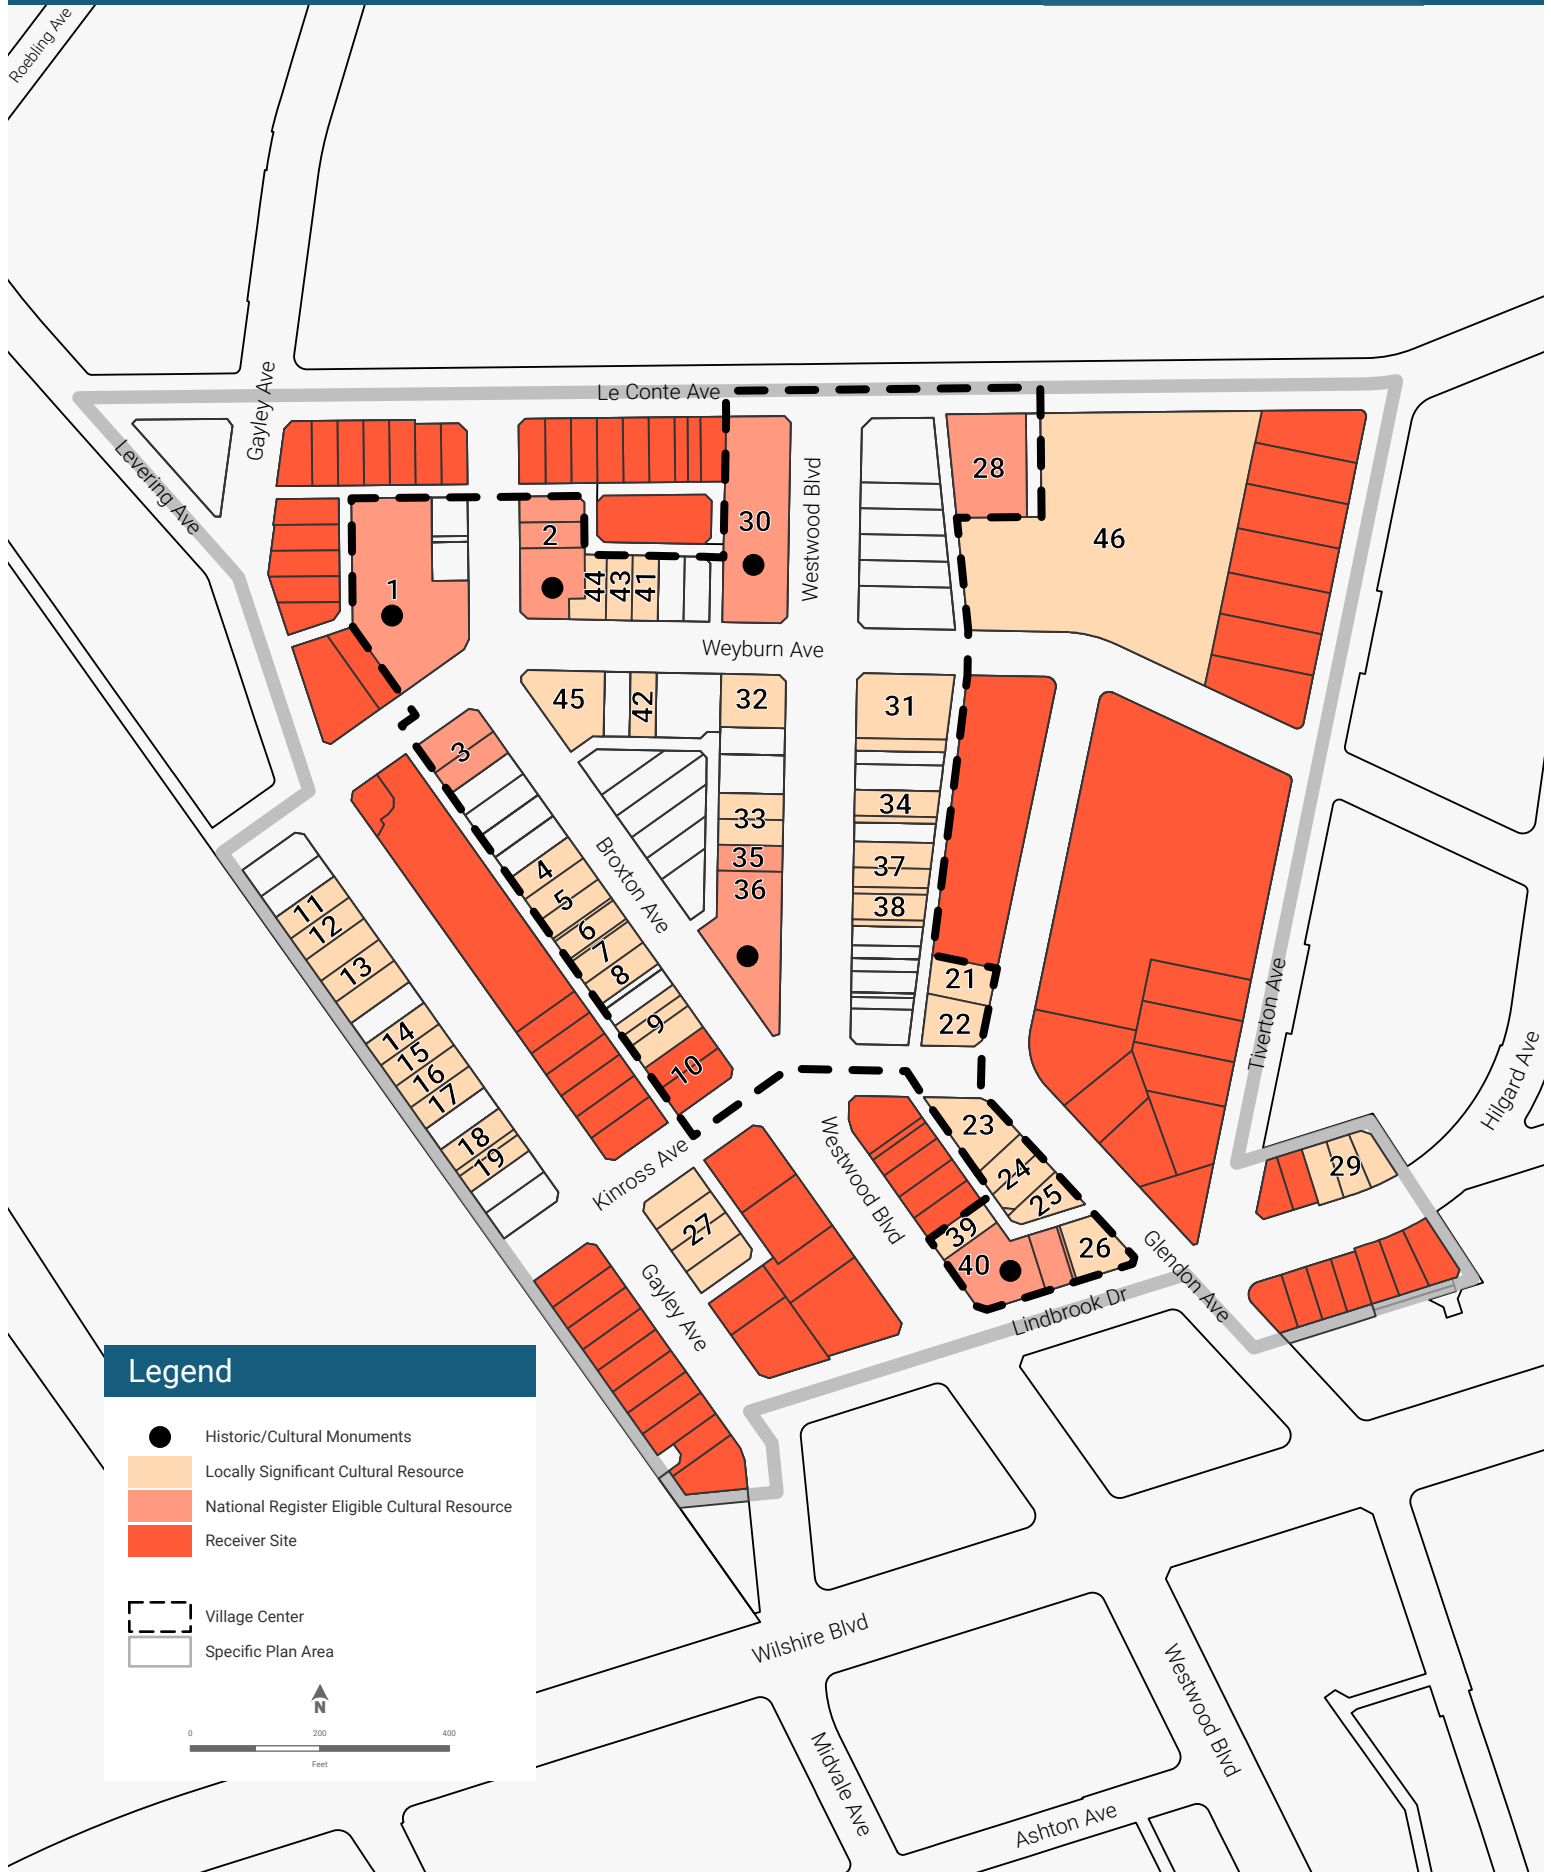 Roebling Ave
Gayley Ave
Le Conte Ave
Levering Ave
Westwood Blvd
28
30
2
46
1
44
43
41
Weyburn Ave
45
42
32
31
3
34
33
35
37
36
38
4
5
6
7
8
Broxton Ave
11
12
13
21
22
9
10
14
15
16
17
18
19
Tiverton Ave
Hilgard Ave
23
24
25
26
Kinross Ave
27
Westwood Blvd
39
40
29
Gayley Ave
Lindbrook Dr
Glendon Ave
Legend
Historic/Cultural Monuments
Locally Significant Cultural Resource
National Register Eligible Cultural Resource
Receiver Site
Village Center
Specific Plan Area
N
0 200 400
Feet
Wilshire Blvd
Westwood Blvd
Midvale Ave
Ashton Ave